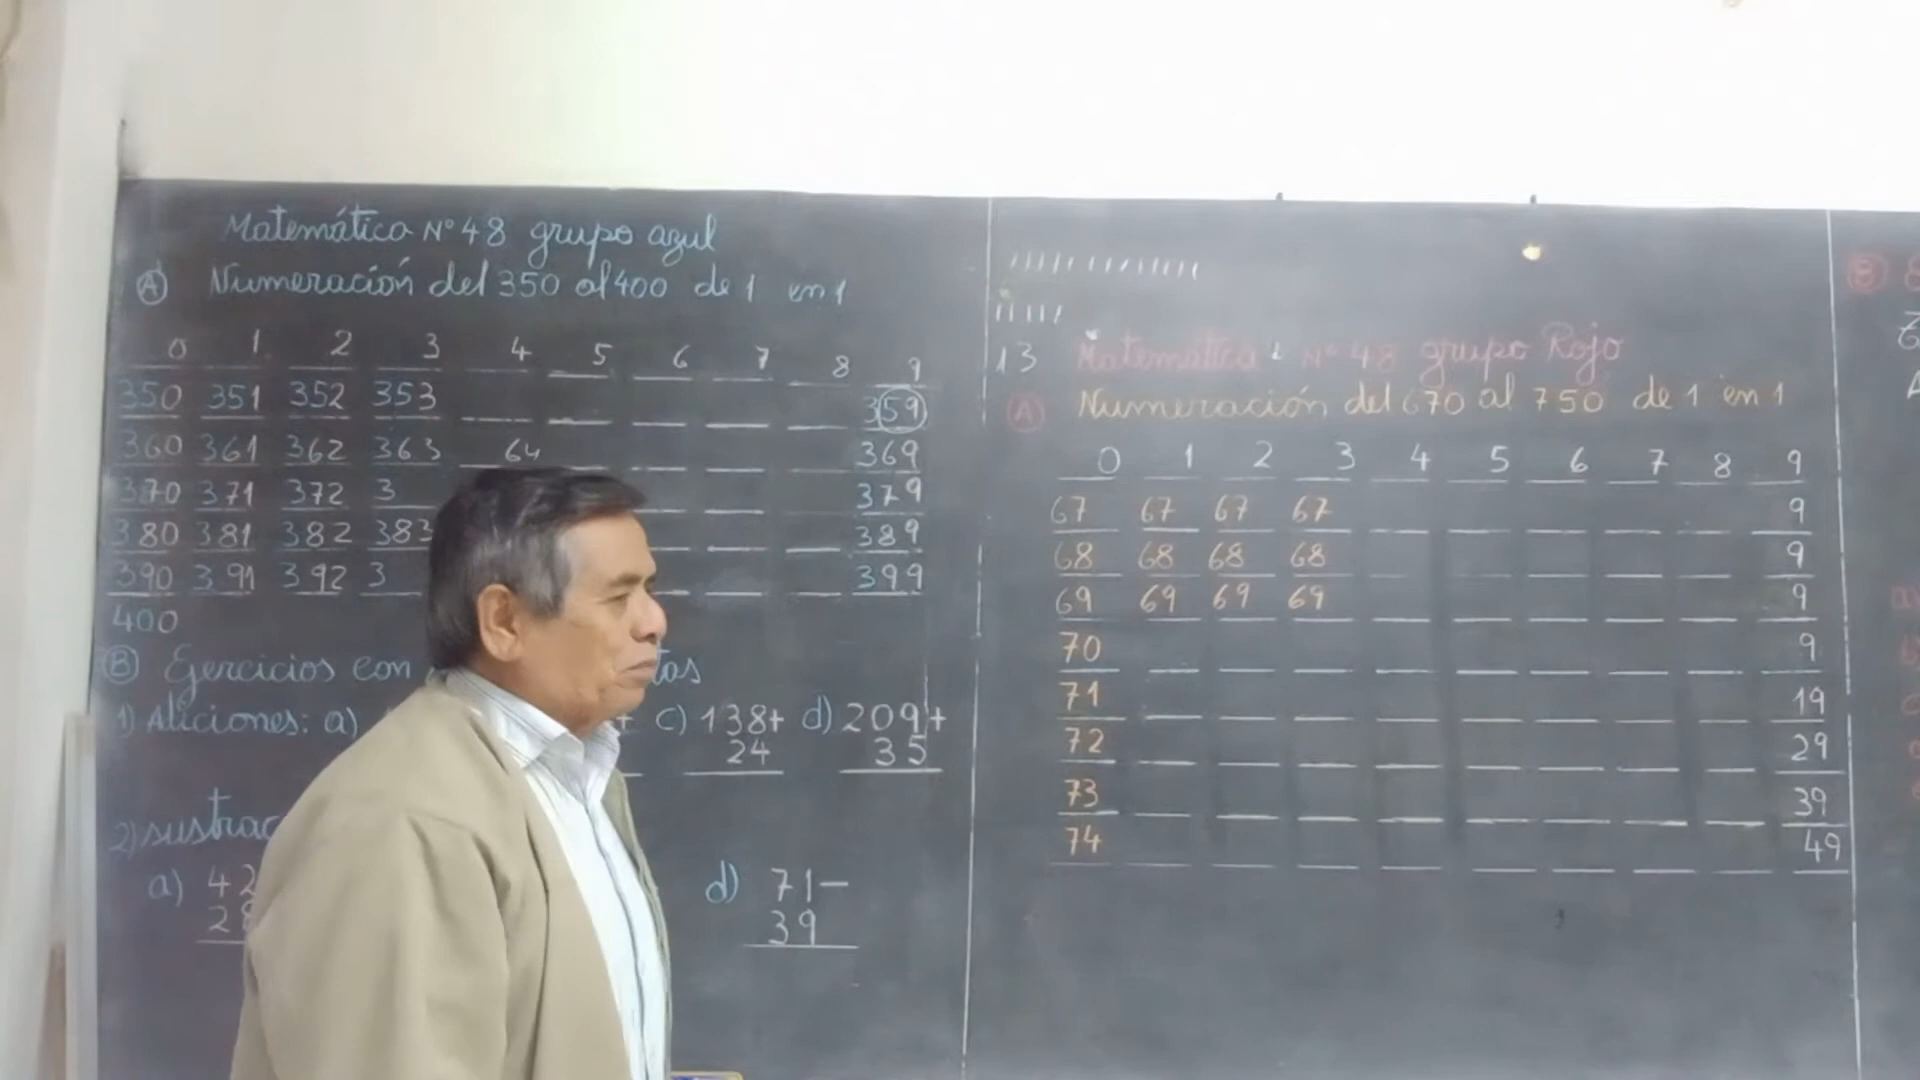 Matemática Nº 48 grupo azul
A Numeración del 350 al 400 de 1 en 1
0 1 2 3 4 5 6 7 8 9
350 351 352 353 359
360 361 362 363 64 369
370 371 372 3 379
380 381 382 383 389
390 391 392 3 399
400
B Ejercicios con tas
1) Adiciones: a) + c) 138+ d) 209+
24 35
2) sustrac
a) 42 d) 71-
28 39
13 Matemática Nº 48 grupo Rojo
A Numeración del 670 al 750 de 1 en 1
0 1 2 3 4 5 6 7 8 9
67 67 67 67 9
68 68 68 68 9
69 69 69 69 9
70 9
71 19
72 29
73 39
74 49
B